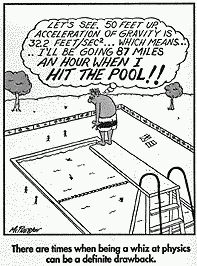 LET'S SEE, 50 FEET UP,
ACCELERATION OF GRAVITY IS
32.2 FEET/SEC²... WHICH MEANS...
...I'LL BE GOING 87 MILES
AN HOUR WHEN I
HIT THE POOL!!
There are times when being a whiz at physics
can be a definite drawback.